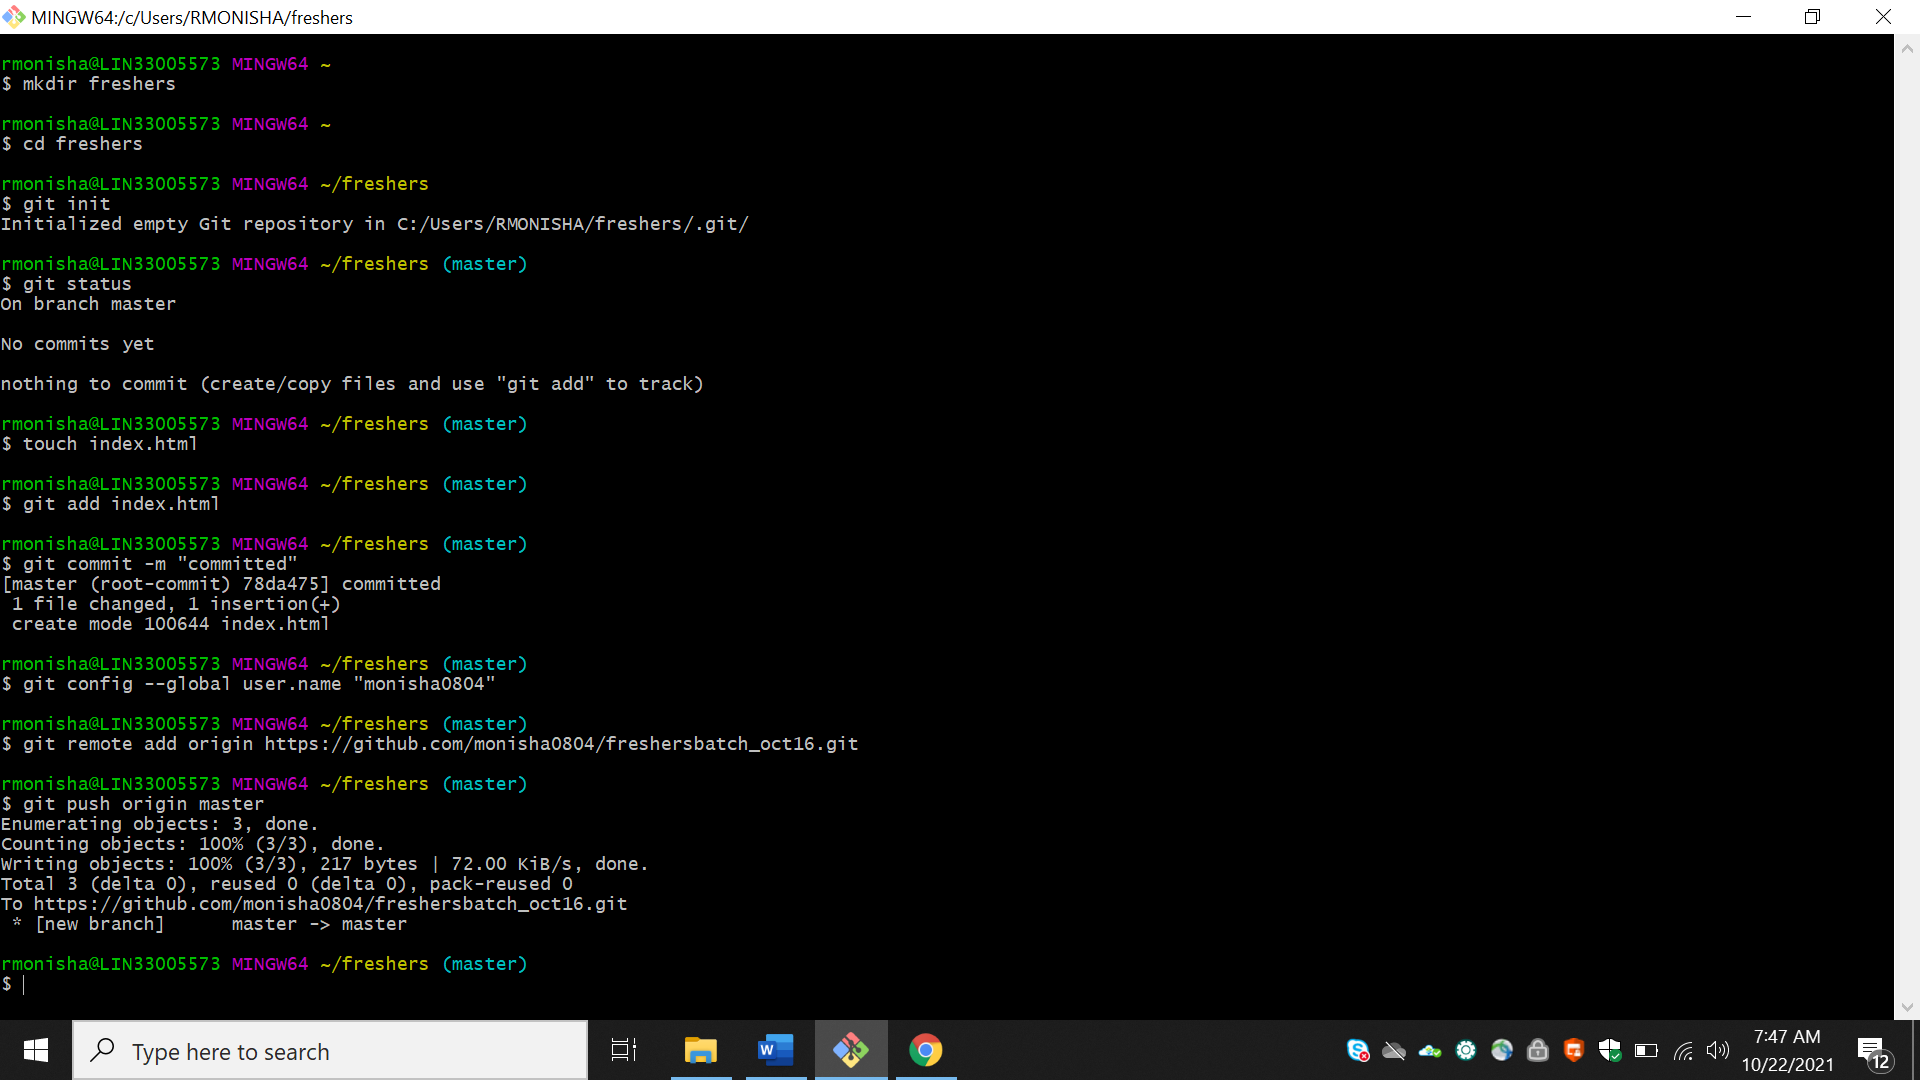 MINGW64:/c/Users/RMONISHA/freshers
rmonisha@LIN33005573 MINGW64 ~
$ mkdir freshers
rmonisha@LIN33005573 MINGW64 ~
$ cd freshers
rmonisha@LIN33005573 MINGW64 ~/freshers
$ git init
Initialized empty Git repository in C:/Users/RMONISHA/freshers/.git/
rmonisha@LIN33005573 MINGW64 ~/freshers (master)
$ git status
On branch master
No commits yet
nothing to commit (create/copy files and use "git add" to track)
rmonisha@LIN33005573 MINGW64 ~/freshers (master)
$ touch index.html
rmonisha@LIN33005573 MINGW64 ~/freshers (master)
$ git add index.html
rmonisha@LIN33005573 MINGW64 ~/freshers (master)
$ git commit -m "committed"
[master (root-commit) 78da475] committed
1 file changed, 1 insertion(+)
create mode 100644 index.html
rmonisha@LIN33005573 MINGW64 ~/freshers (master)
$ git config --global user.name "monisha0804"
rmonisha@LIN33005573 MINGW64 ~/freshers (master)
$ git remote add origin https://github.com/monisha0804/freshersbatch_oct16.git
rmonisha@LIN33005573 MINGW64 ~/freshers (master)
$ git push origin master
Enumerating objects: 3, done.
Counting objects: 100% (3/3), done.
Writing objects: 100% (3/3), 217 bytes | 72.00 KiB/s, done.
Total 3 (delta 0), reused 0 (delta 0), pack-reused 0
To https://github.com/monisha0804/freshersbatch_oct16.git
* [new branch] master -> master
rmonisha@LIN33005573 MINGW64 ~/freshers (master)
$
Type here to search
W
7:47 AM
10/22/2021
12